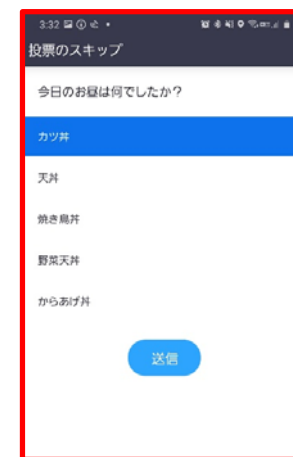 3:32
投票のスキップ
今日のお昼は何でしたか？
カツ丼
天丼
焼き鳥丼
野菜天丼
からあげ丼
送信